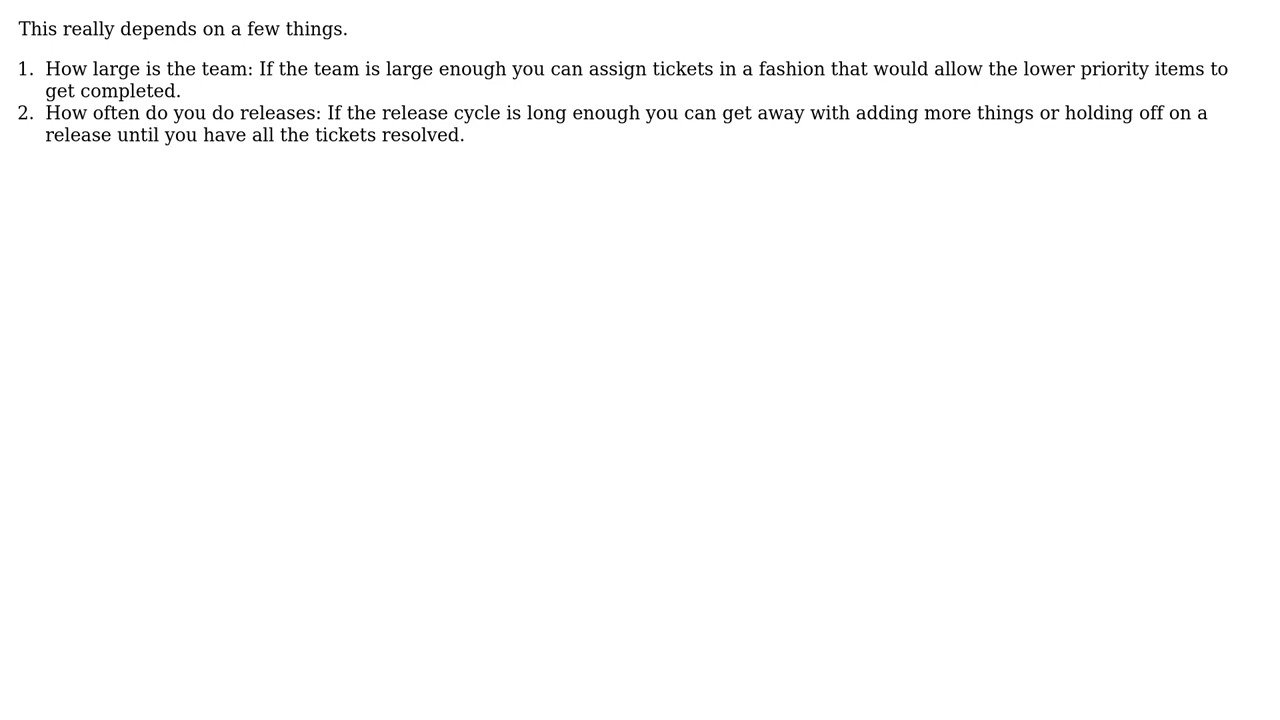 This really depends on a few things.
1. How large is the team: If the team is large enough you can assign tickets in a fashion that would allow the lower priority items to
get completed.
2. How often do you do releases: If the release cycle is long enough you can get away with adding more things or holding off on a
release until you have all the tickets resolved.